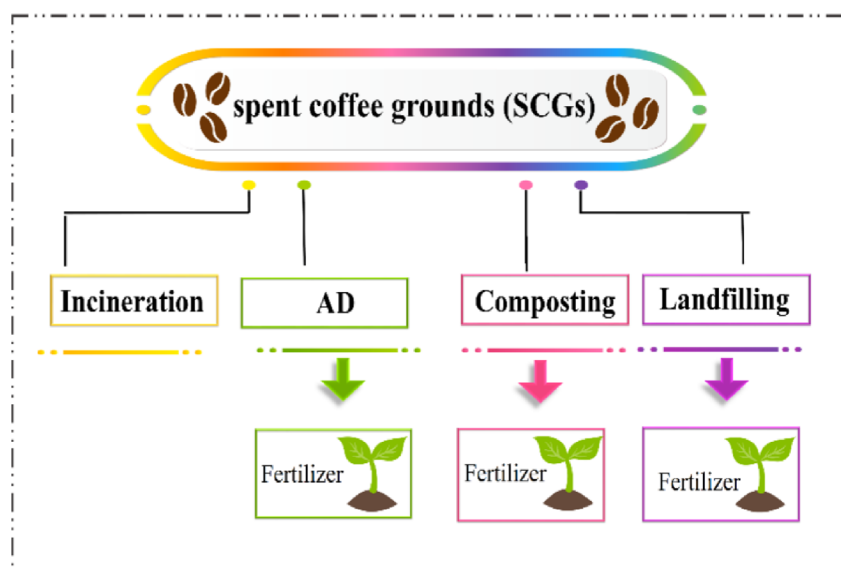 spent coffee grounds (SCGs)
Incineration
AD
Composting
Landfilling
Fertilizer
Fertilizer
Fertilizer